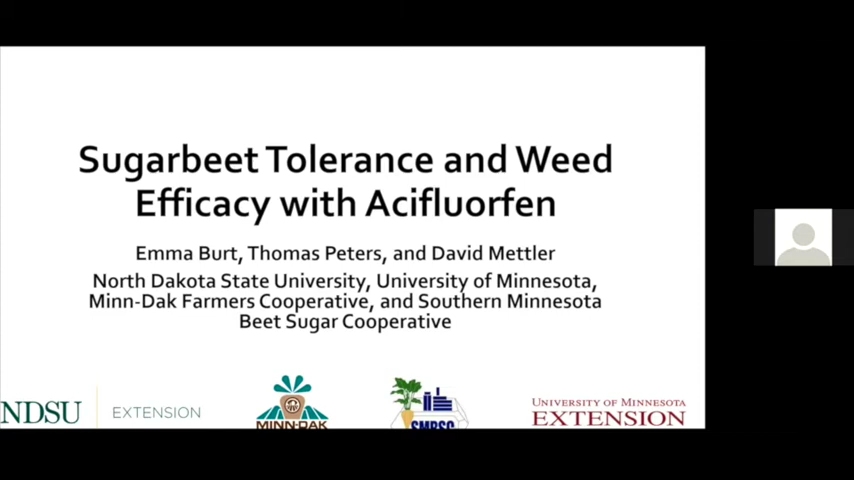 Sugarbeet Tolerance and Weed
Efficacy with Acifluorfen
Emma Burt, Thomas Peters, and David Mettler
North Dakota State University, University of Minnesota,
Minn-Dak Farmers Cooperative, and Southern Minnesota
Beet Sugar Cooperative
NDSU EXTENSION
MINN-DAK
SMBSC
UNIVERSITY OF MINNESOTA
EXTENSION